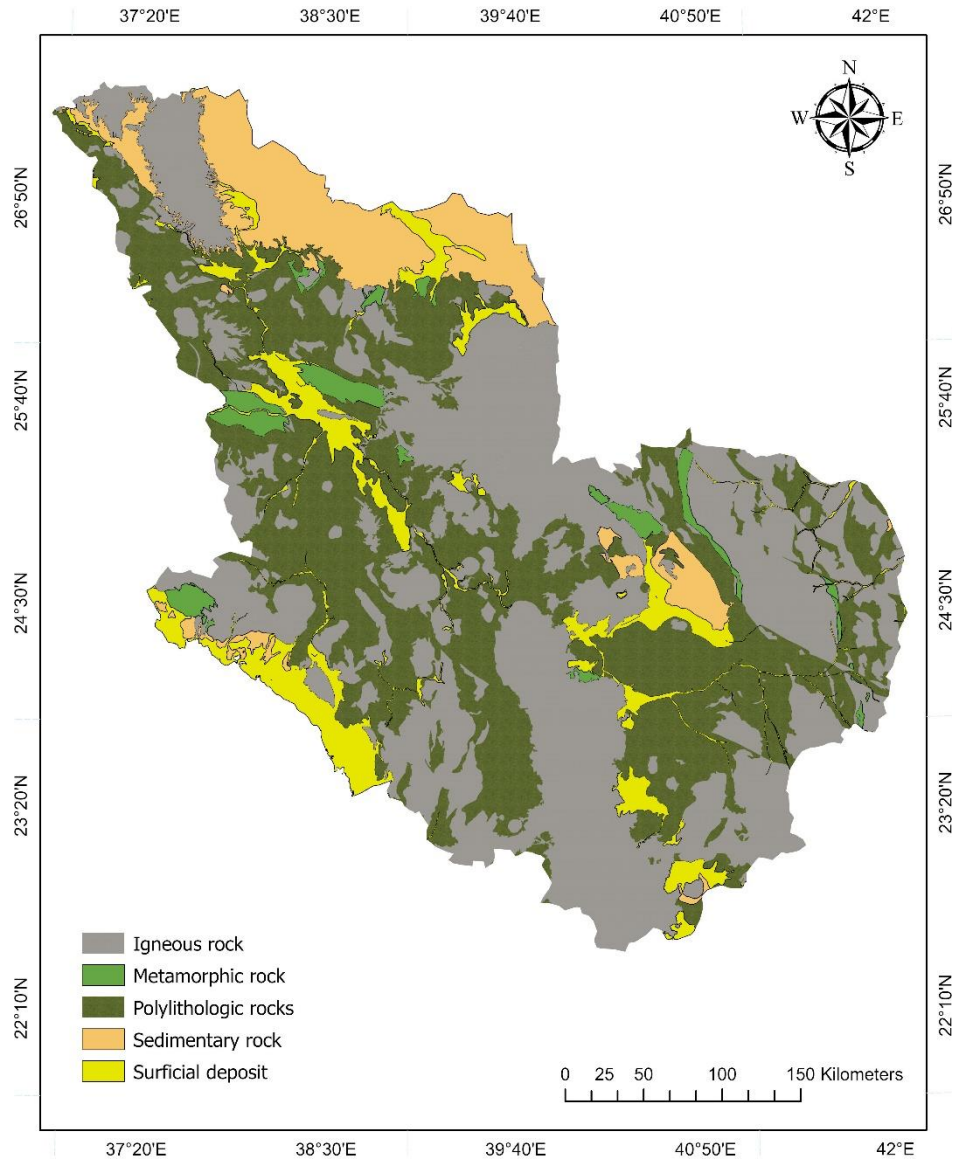 37°20'E 38°30'E 39°40'E 40°50'E 42°E
N
W E
S
26°50'N 26°50'N
25°40'N 25°40'N
24°30'N 24°30'N
23°20'N 23°20'N
22°10'N 22°10'N
Igneous rock
Metamorphic rock
Polylithologic rocks
Sedimentary rock
Surficial deposit
0 25 50 100 150 Kilometers
37°20'E 38°30'E 39°40'E 40°50'E 42°E